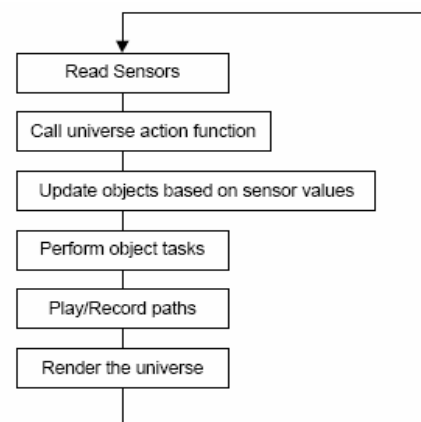 Read Sensors
Call universe action function
Update objects based on sensor values
Perform object tasks
Play/Record paths
Render the universe